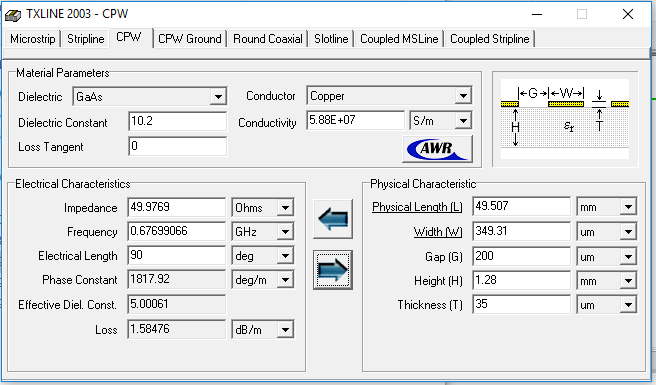 TXLINE 2003 - CPW
Microstrip Stripline CPW CPW Ground Round Coaxial Slotline Coupled MSLine Coupled Stripline
Material Parameters
Dielectric GaAs Conductor Copper
Dielectric Constant 10.2 Conductivity 5.88E+07 S/m
Loss Tangent 0
AWR
G W
H εr T
Electrical Characteristics
Impedance 49.9769 Ohms
Frequency 0.67699066 GHz
Electrical Length 90 deg
Phase Constant 1817.92 deg/m
Effective Diel. Const. 5.00061
Loss 1.58476 dB/m
Physical Characteristic
Physical Length (L) 49.507 mm
Width (W) 349.31 um
Gap (G) 200 um
Height (H) 1.28 mm
Thickness (T) 35 um